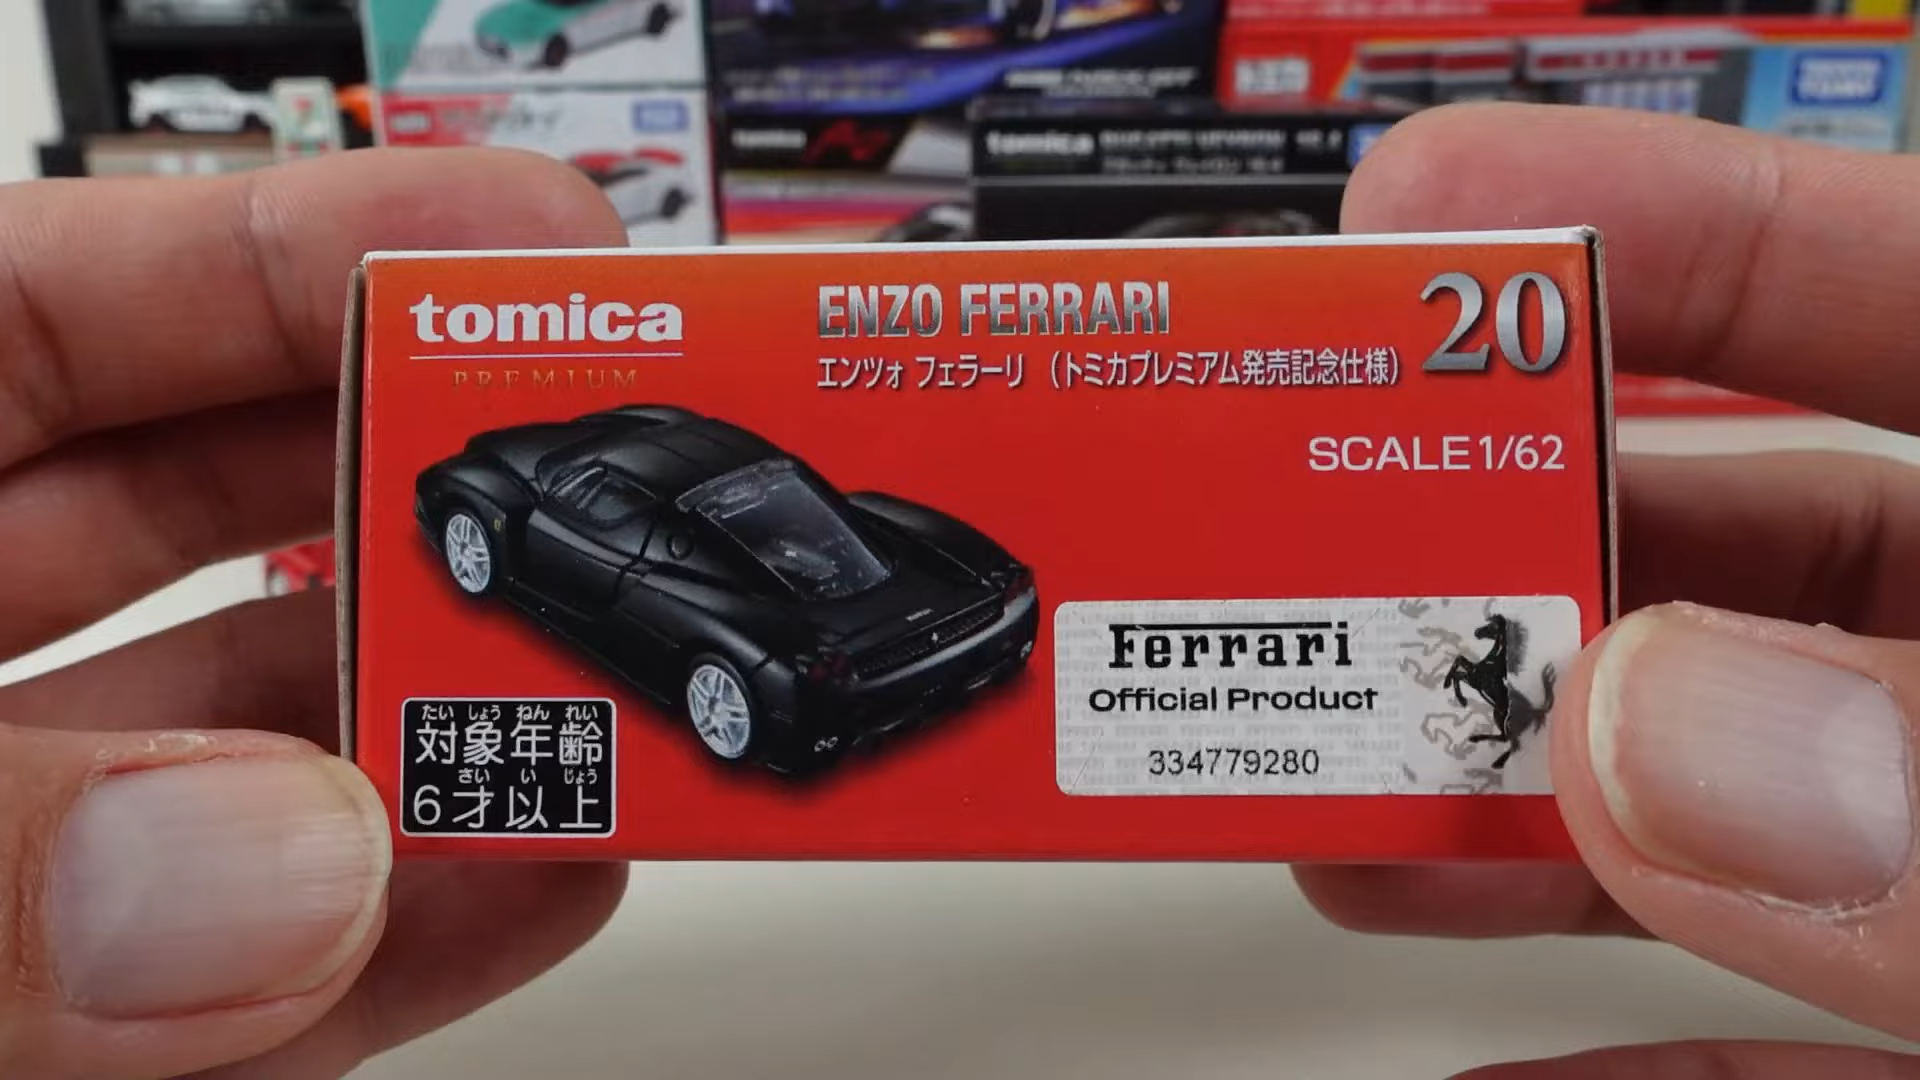 tomica
tomica
TOMY
tomica
PREMIUM
ENZO FERRARI
エンツォ フェラーリ (トミカプレミアム発売記念仕様)
20
SCALE 1/62
Ferrari
Official Product
334779280
たい しょう ねん れい
対象年齢
さい い じょう
6才以上